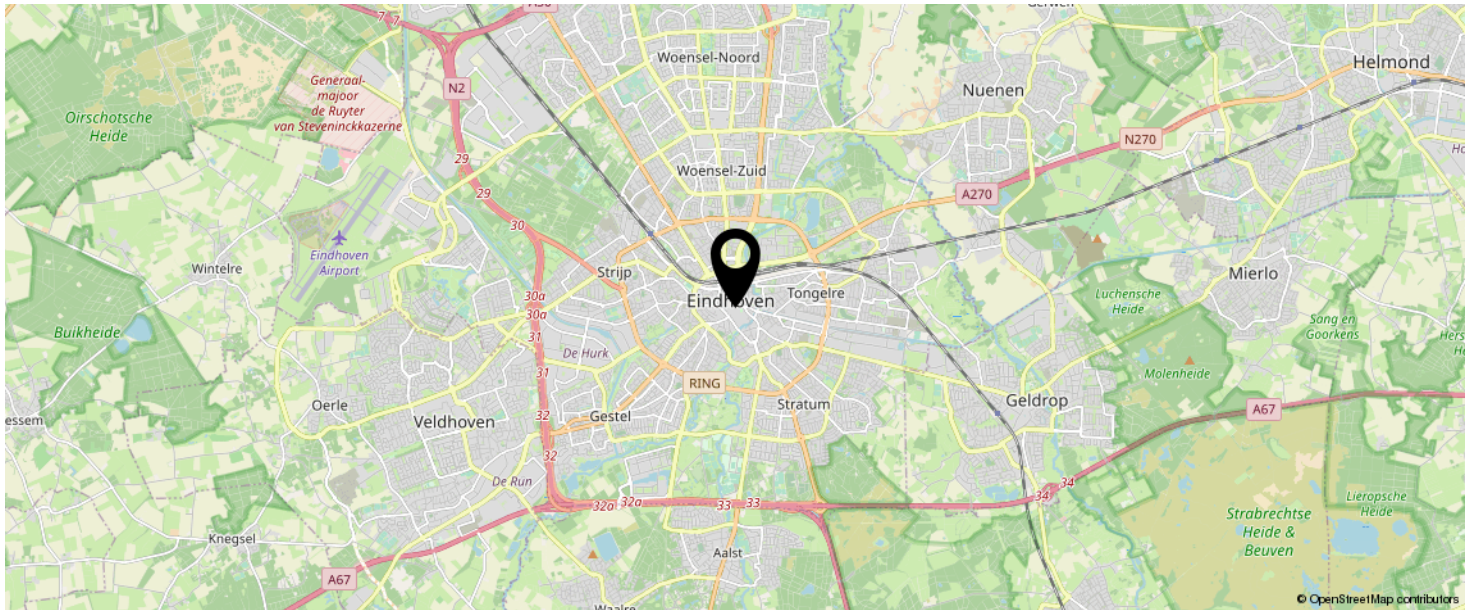 A50
7
7
Gerwen
Woensel-Noord
Helmond
Generaal-
majoor
de Ruyter
van Steveninckkazerne
N2
Nuenen
Oirschotsche
Heide
N270
29
Woensel-Zuid
29
A270
30
Eindhoven
Airport
Wintelre
Strijp
Mierlo
30a
Eindhoven
Tongelre
Luchensche
Heide
30a
Buikheide
31
Sang en
Goorkens
De Hurk
31
Molenheide
RING
Oerle
32
Gestel
Stratum
Geldrop
A67
essem
Veldhoven
32
De Run
34
34
32a
32a
33
33
Lieropsche
Heide
Strabrechtse
Heide &
Beuven
Knegsel
Aalst
A67
Waalre
© OpenStreetMap contributors